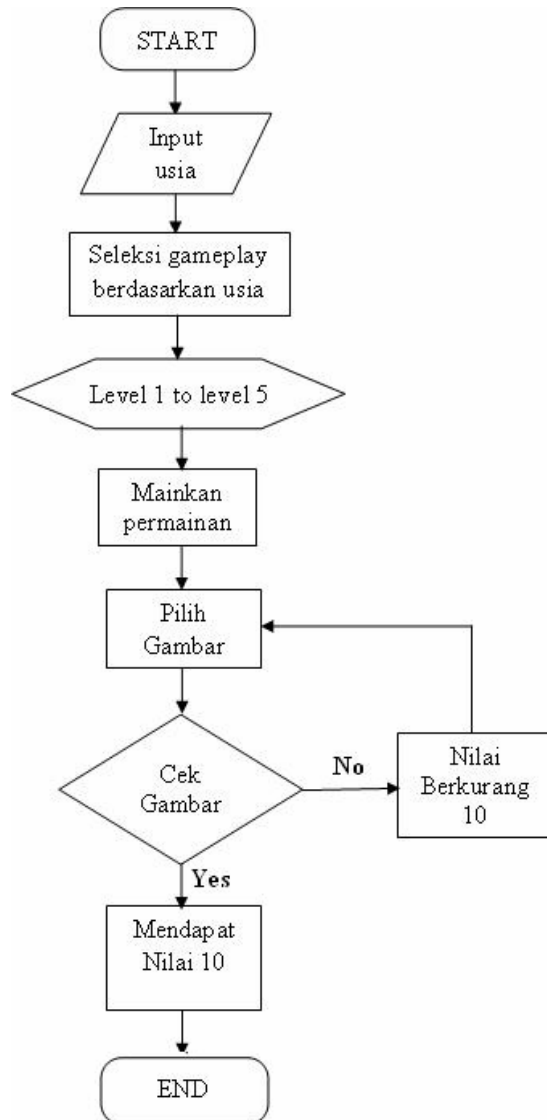 START
Input
usia
Seleksi gameplay
berdasarkan usia
Level 1 to level 5
Mainkan
permainan
Pilih
Gambar
Cek
Gambar
No
Nilai
Berkurang
10
Yes
Mendapat
Nilai 10
END